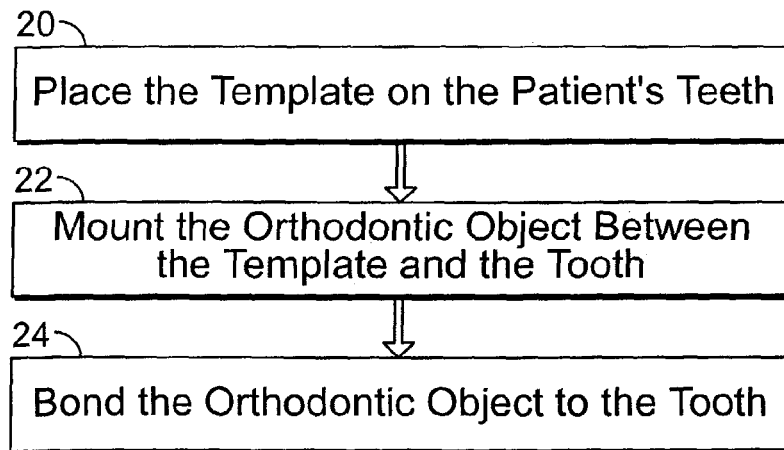 20
Place the Template on the Patient's Teeth
22
Mount the Orthodontic Object Between
the Template and the Tooth
24
Bond the Orthodontic Object to the Tooth